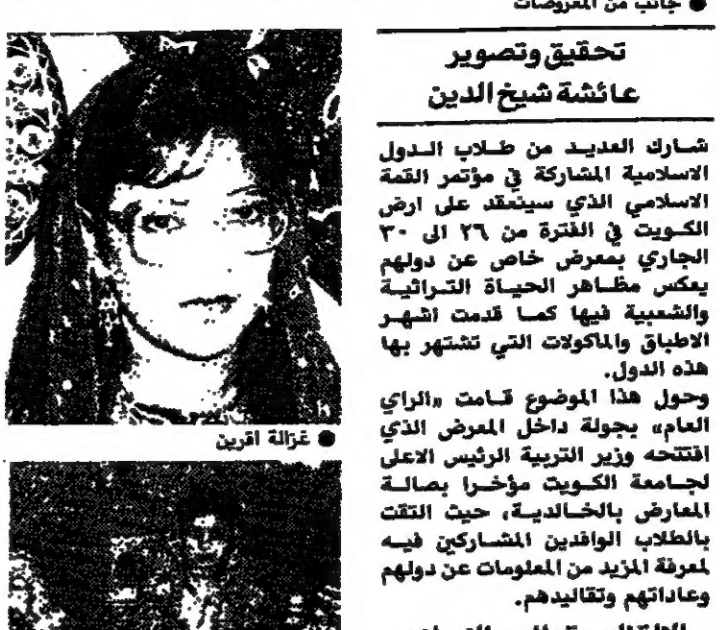 ● جانب من المعروضات
تحقيق وتصوير
عائشة شيخ الدين
شارك العديد من طلاب الدول
الاسلامية المشاركة في مؤتمر القمة
الاسلامي الذي سينعقد على ارض
الكويت في الفترة من ٢٦ الى ٣٠
الجاري بمعرض خاص عن دولهم
يعكس مظاهر الحياة التراثية
والشعبية فيها كما قدمت اشهر
الاطباق والماكولات التي تشتهر بها
هذه الدول.
وحول هذا الموضوع قامت «الراي
العام» بجولة داخل المعرض الذي
افتتحه وزير التربية الرئيس الاعلى
لجامعة الكويت مؤخرا بصالة
المعارض بالخالدية، حيث التقت
بالطلاب الوافدين المشاركين فيه
لمعرفة المزيد من المعلومات عن دولهم
وعاداتهم وتقاليدهم.
● غزالة اقرين